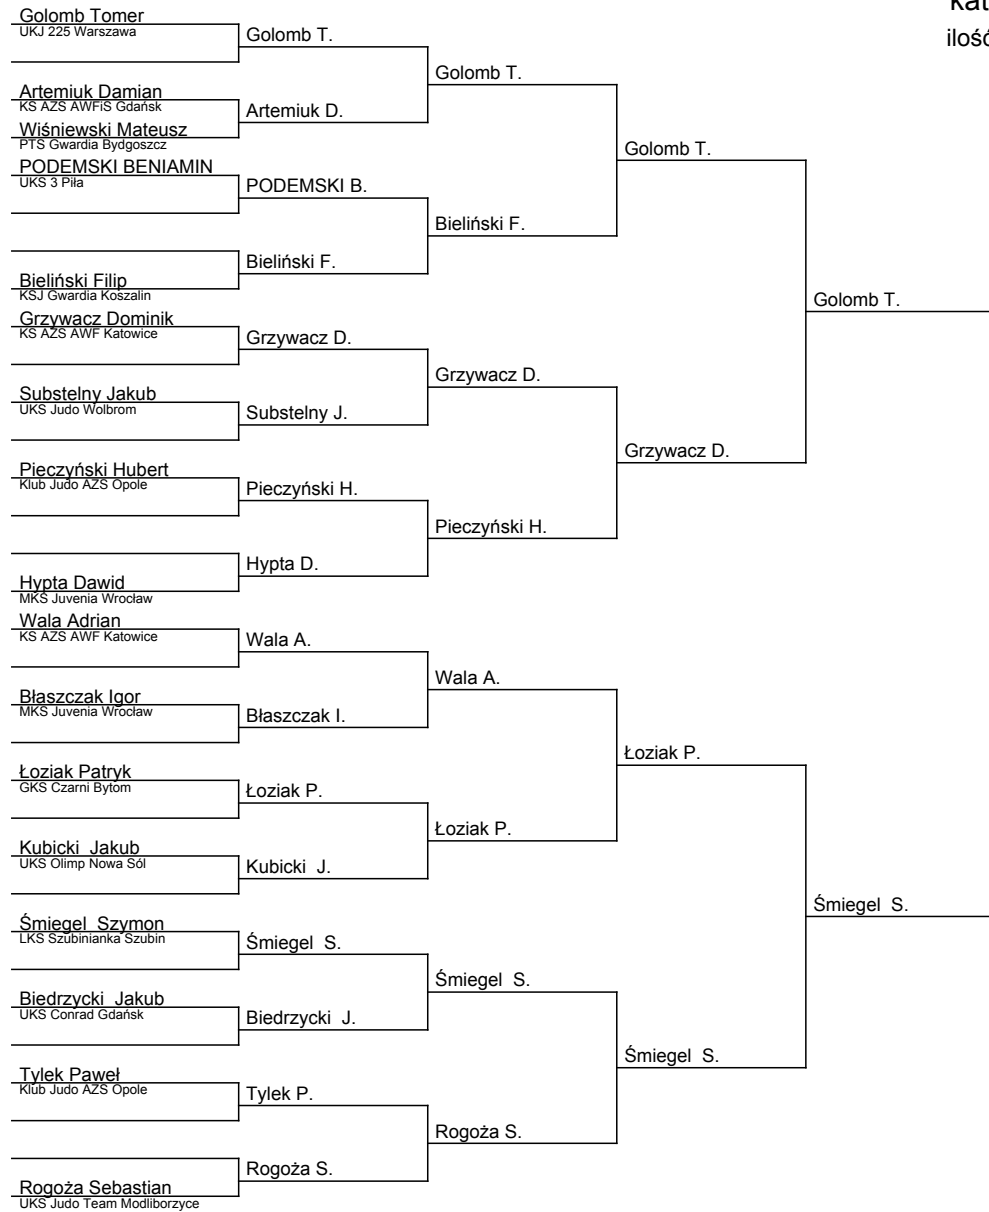 kat
ilość
Golomb Tomer
UKJ 225 Warszawa
Artemiuk Damian
KS AZS AWFiS Gdańsk
Wiśniewski Mateusz
PTS Gwardia Bydgoszcz
PODEMSKI BENIAMIN
UKS 3 Piła
Bieliński Filip
KSJ Gwardia Koszalin
Grzywacz Dominik
KS AZS AWF Katowice
Substelny Jakub
UKS Judo Wolbrom
Pieczyński Hubert
Klub Judo AZS Opole
Hypta Dawid
MKS Juvenia Wrocław
Wala Adrian
KS AZS AWF Katowice
Błaszczak Igor
MKS Juvenia Wrocław
Łoziak Patryk
GKS Czarni Bytom
Kubicki Jakub
UKS Olimp Nowa Sól
Śmiegel Szymon
LKS Szubinianka Szubin
Biedrzycki Jakub
UKS Conrad Gdańsk
Tylek Paweł
Klub Judo AZS Opole
Rogoża Sebastian
UKS Judo Team Modliborzyce
Golomb T.
Artemiuk D.
PODEMSKI B.
Bieliński F.
Grzywacz D.
Substelny J.
Pieczyński H.
Hypta D.
Wala A.
Błaszczak I.
Łoziak P.
Kubicki J.
Śmiegel S.
Biedrzycki J.
Tylek P.
Rogoża S.
Golomb T.
Bieliński F.
Grzywacz D.
Pieczyński H.
Wala A.
Łoziak P.
Śmiegel S.
Rogoża S.
Golomb T.
Grzywacz D.
Łoziak P.
Śmiegel S.
Golomb T.
Śmiegel S.